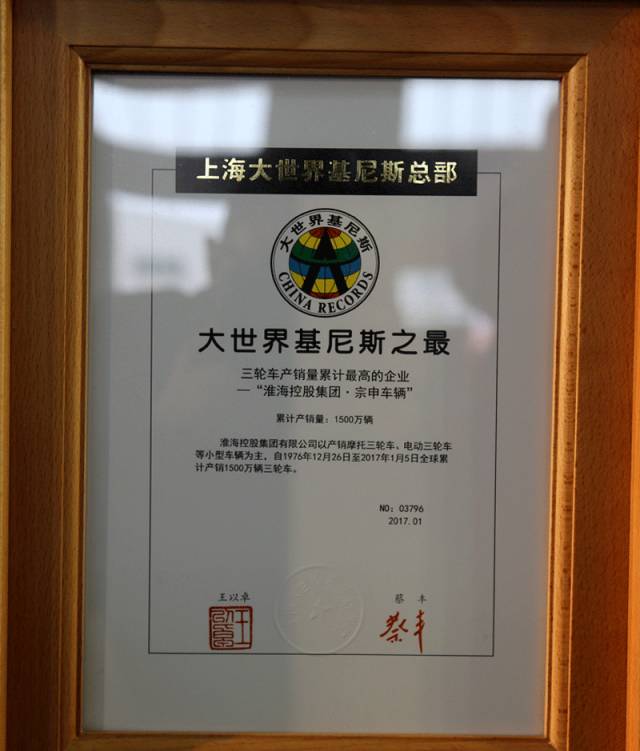 上海大世界基尼斯总部
大世界基尼斯
CHINA RECORDS
大世界基尼斯之最
三轮车产销量累计最高的企业
—“淮海控股集团·宗申车辆”
累计产销量：1500万辆
淮海控股集团有限公司以产销摩托三轮车、电动三轮车
等小型车辆为主，自1976年12月26日至2017年1月5日全球累
计产销1500万辆三轮车。
NO：03796
2017.01
王以卓 蔡 丰
蔡丰